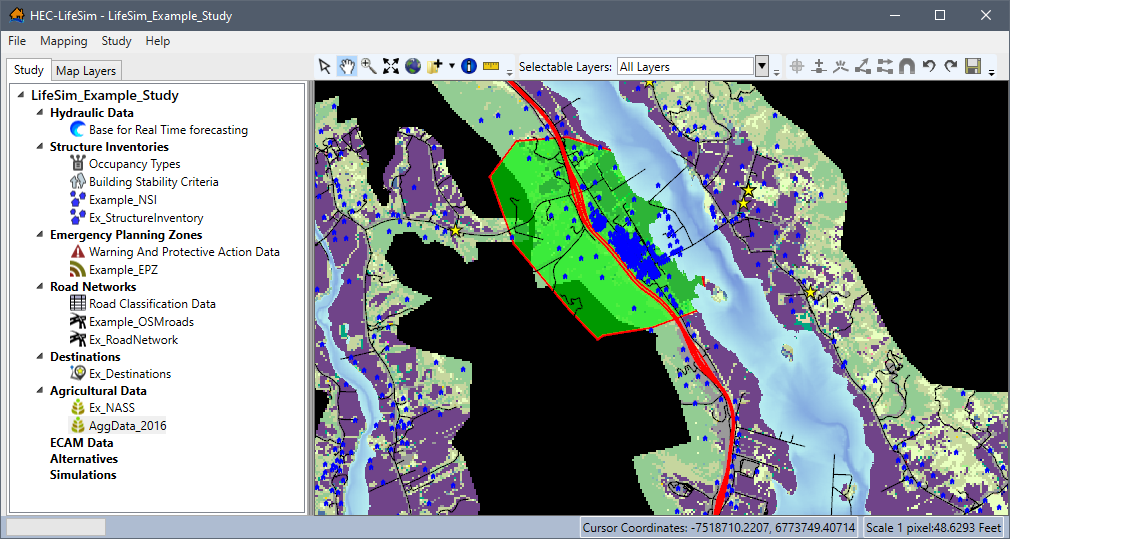 HEC-LifeSim - LifeSim_Example_Study
File Mapping Study Help
Study Map Layers
Selectable Layers: All Layers
LifeSim_Example_Study
Hydraulic Data
Base for Real Time forecasting
Structure Inventories
Occupancy Types
Building Stability Criteria
Example_NSI
Ex_StructureInventory
Emergency Planning Zones
Warning And Protective Action Data
Example_EPZ
Road Networks
Road Classification Data
Example_OSMroads
Ex_RoadNetwork
Destinations
Ex_Destinations
Agricultural Data
Ex_NASS
AggData_2016
ECAM Data
Alternatives
Simulations
Cursor Coordinates: -7518710.2207, 6773749.40714 Scale 1 pixel:48.6293 Feet